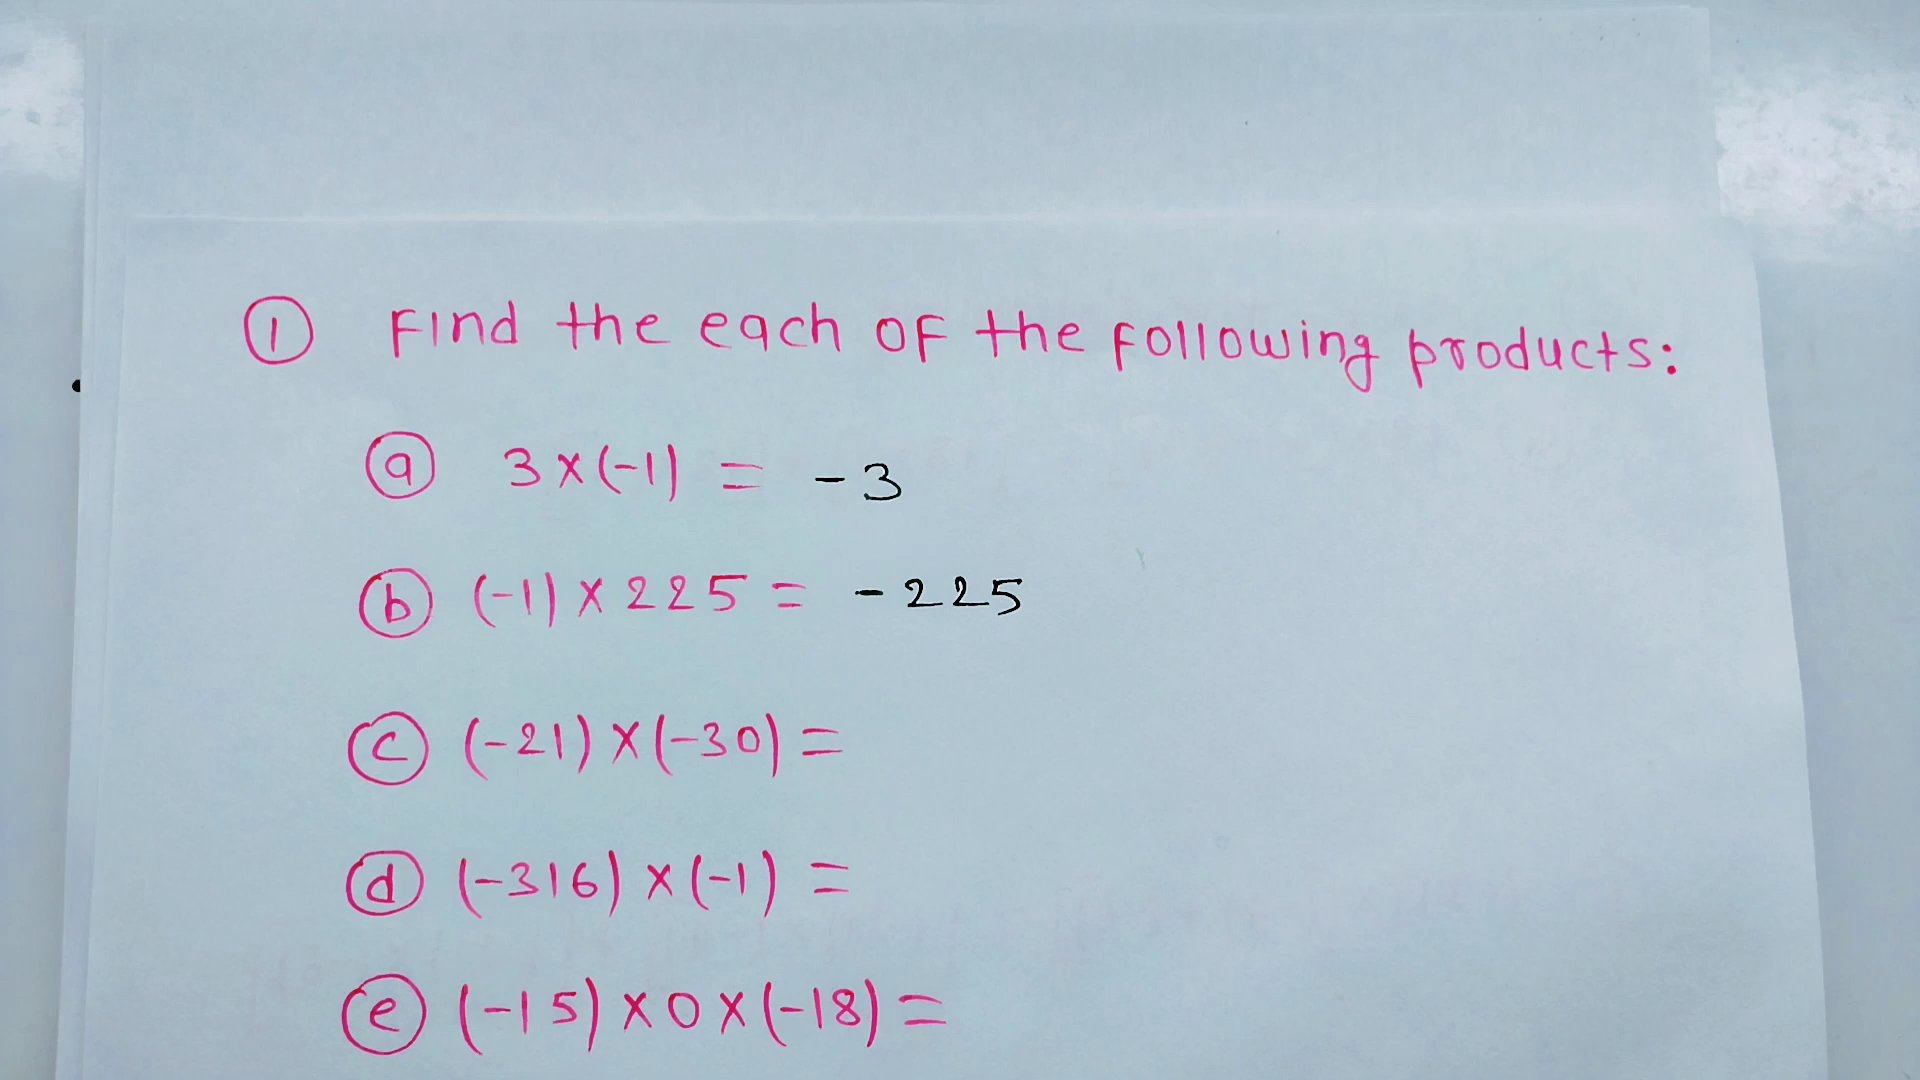 ① Find the each of the following products:
ⓐ 3×(-1) = -3
ⓑ (-1)×225 = -225
ⓒ (-21)×(-30) =
ⓓ (-316)×(-1) =
ⓔ (-15)×0×(-18) =